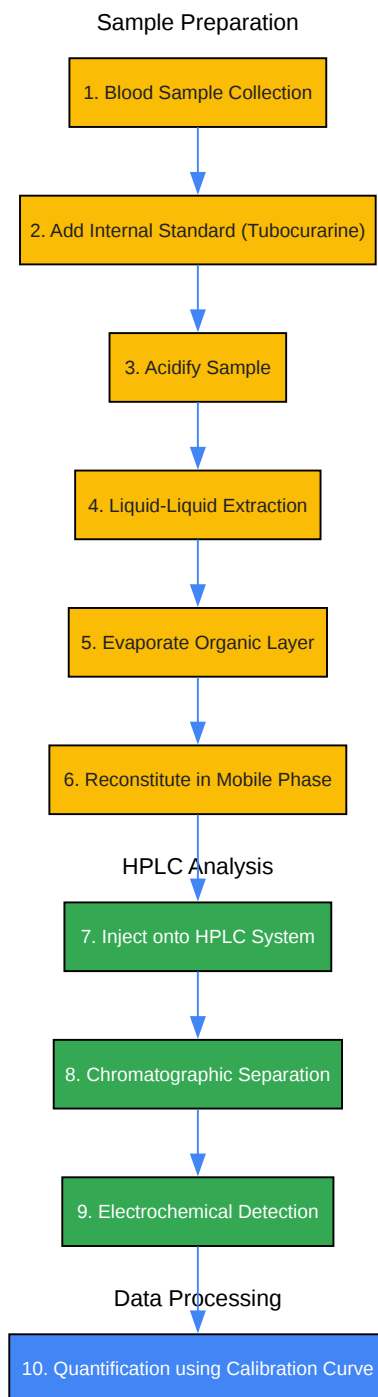 Sample Preparation
1. Blood Sample Collection
2. Add Internal Standard (Tubocurarine)
3. Acidify Sample
4. Liquid-Liquid Extraction
5. Evaporate Organic Layer
6. Reconstitute in Mobile Phase
HPLC Analysis
7. Inject onto HPLC System
8. Chromatographic Separation
9. Electrochemical Detection
Data Processing
10. Quantification using Calibration Curve